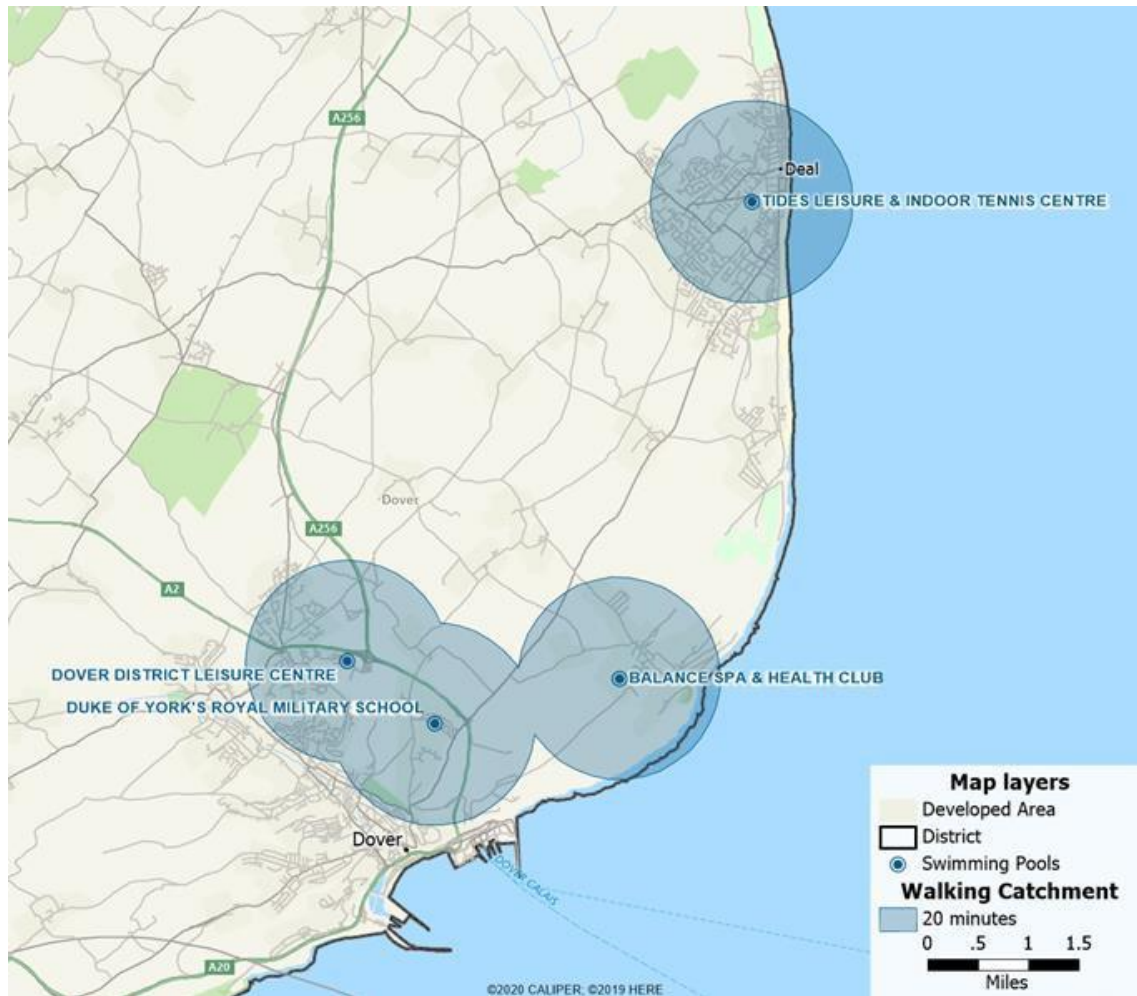 A256
Deal
TIDES LEISURE & INDOOR TENNIS CENTRE
Dover
A256
A2
DOVER DISTRICT LEISURE CENTRE
BALANCE SPA & HEALTH CLUB
DUKE OF YORK'S ROYAL MILITARY SCHOOL
Dover
DOVER CALAIS
A20
©2020 CALIPER; ©2019 HERE
Map layers
Developed Area
District
Swimming Pools
Walking Catchment
20 minutes
0 .5 1 1.5
Miles